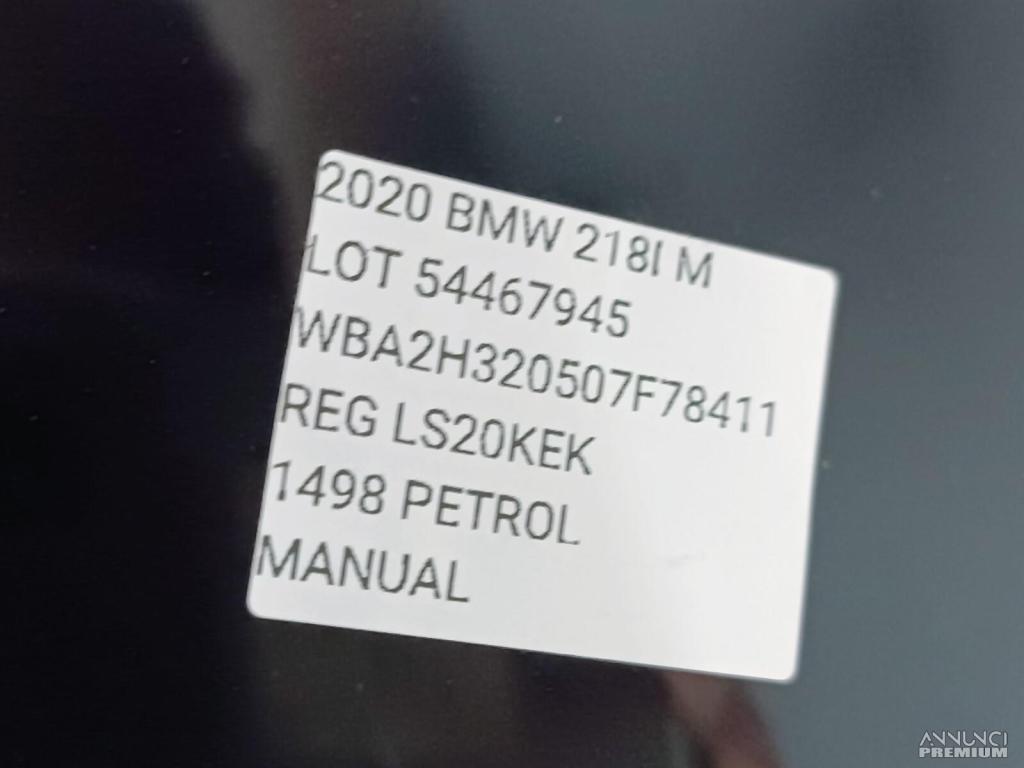 2020 BMW 218I M
LOT 54467945
WBA2H320507F78411
REG LS20KEK
1498 PETROL
MANUAL
ANNUNCI
PREMIUM